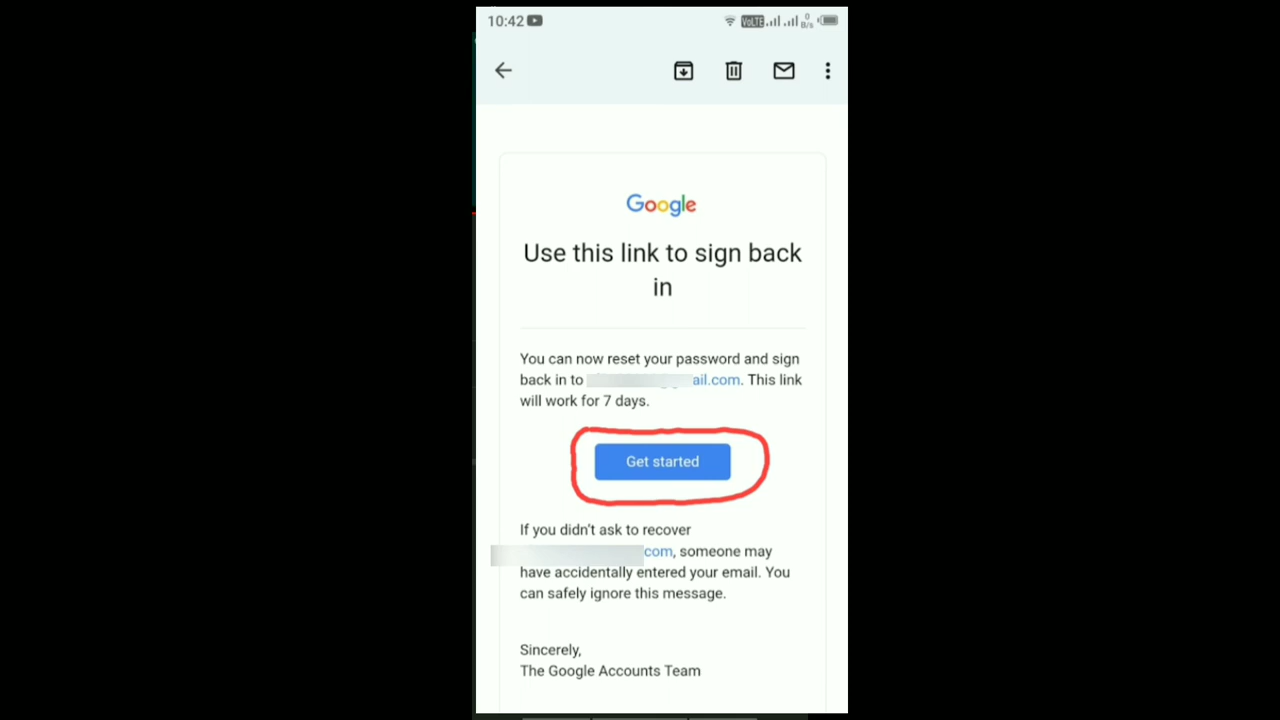 10:42
VoLTE 0 B/s
Google
Use this link to sign back
in
You can now reset your password and sign
back in to ail.com. This link
will work for 7 days.
Get started
If you didn't ask to recover
com, someone may
have accidentally entered your email. You
can safely ignore this message.
Sincerely,
The Google Accounts Team